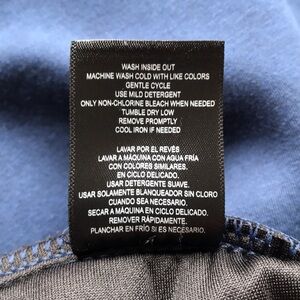 WASH INSIDE OUT
MACHINE WASH COLD WITH LIKE COLORS
GENTLE CYCLE
USE MILD DETERGENT
ONLY NON-CHLORINE BLEACH WHEN NEEDED
TUMBLE DRY LOW
REMOVE PROMPTLY
COOL IRON IF NEEDED
LAVAR POR EL REVÉS
LAVAR A MÁQUINA CON AGUA FRÍA
CON COLORES SIMILARES.
EN CICLO DELICADO.
USAR DETERGENTE SUAVE.
USAR SOLAMENTE BLANQUEADOR SIN CLORO
CUANDO SEA NECESARIO.
SECAR A MÁQUINA EN CICLO DELICADO.
REMOVER RÁPIDAMENTE.
PLANCHAR EN FRÍO SI ES NECESARIO.